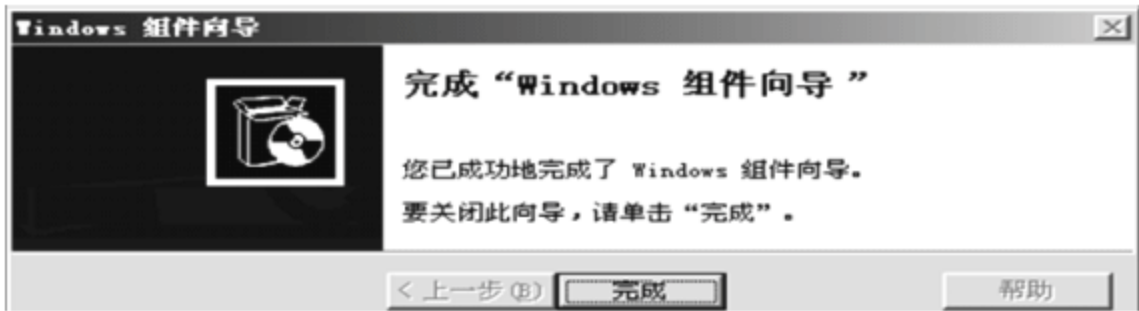 Windows 组件向导
完成“Windows 组件向导”
您已成功地完成了 Windows 组件向导。
要关闭此向导，请单击“完成”。
< 上一步(B)
完成
帮助